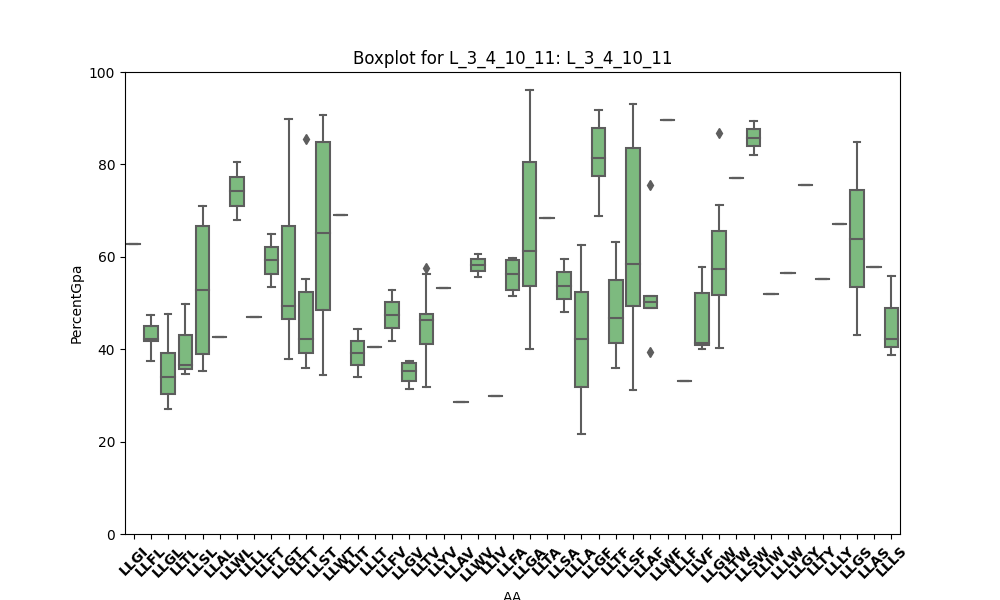 Boxplot for L_3_4_10_11: L_3_4_10_11
100
80
60
40
20
0
PercentGpa
LLGI LLFL LLGL LLTL LLSL LLAL LLWL LLLL LLFT LLGT LLTT LLST LLWT LLIT LLLT LLFV LLGV LLTV LLYV LLAV LLWV LLIV LLFA LLGA LLTA LLSA LLLA LLGF LLTF LLSF LLAF LLWF LLLF LLVF LLGW LLTW LLSW LLIW LLLW LLGY LLTY LLLY LLGS LLAS LLLS
AA